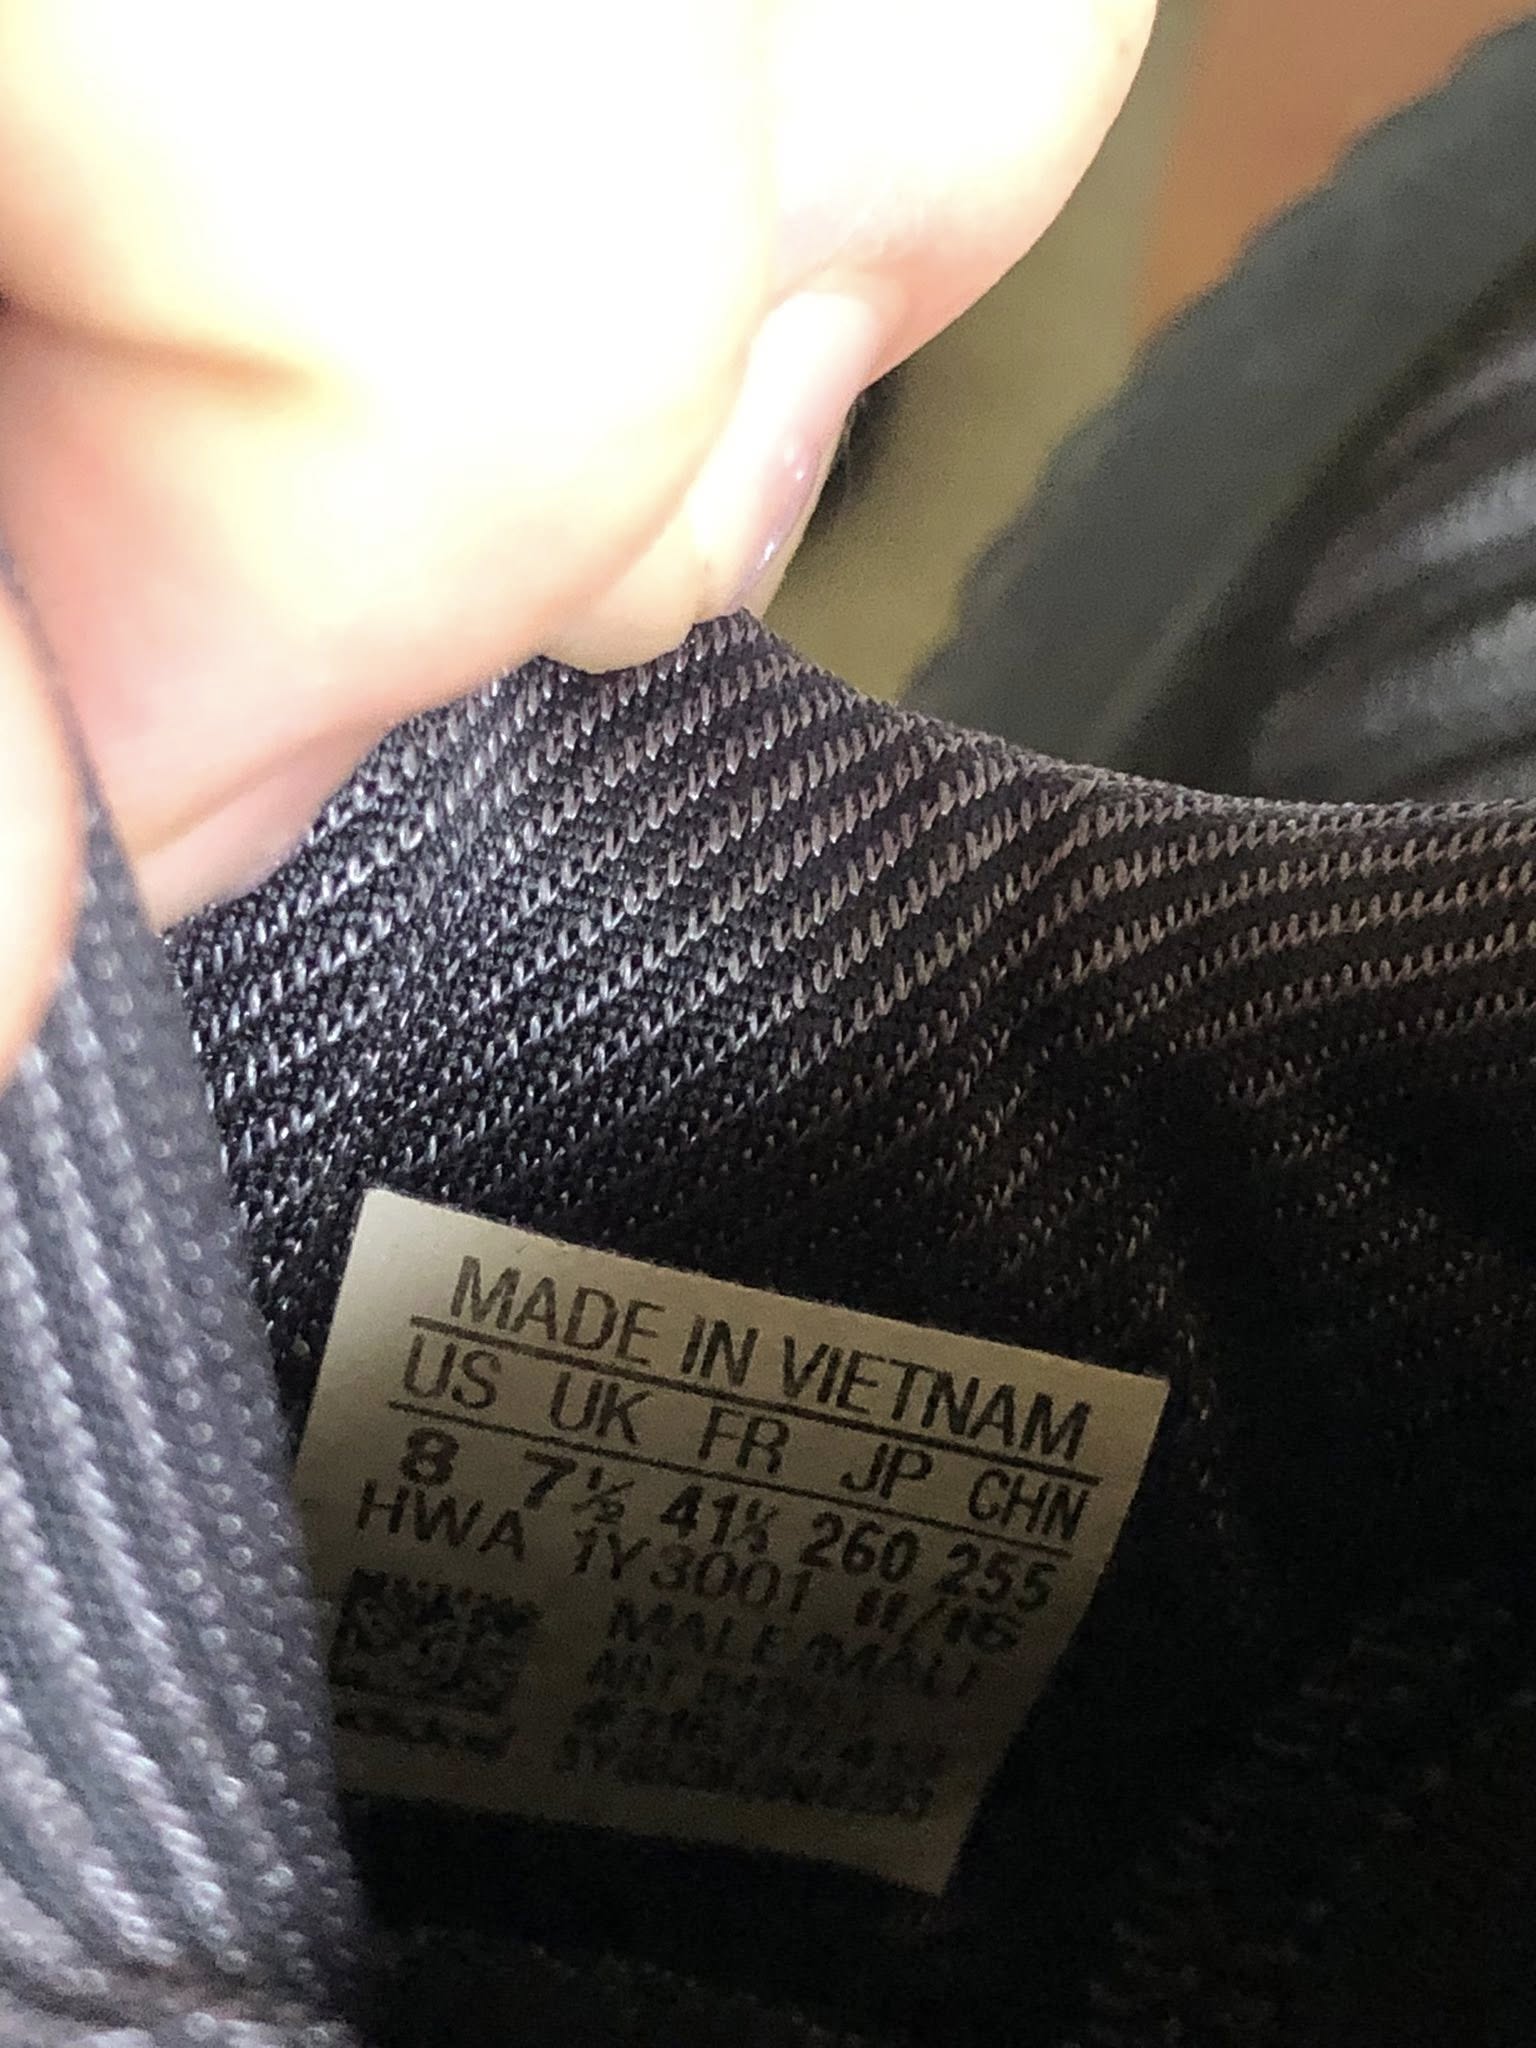 MADE IN VIETNAM
US UK FR JP CHN
8 7½ 41⅓ 260 255
HWA 1Y3001 11/16
MALE/MALE
ART